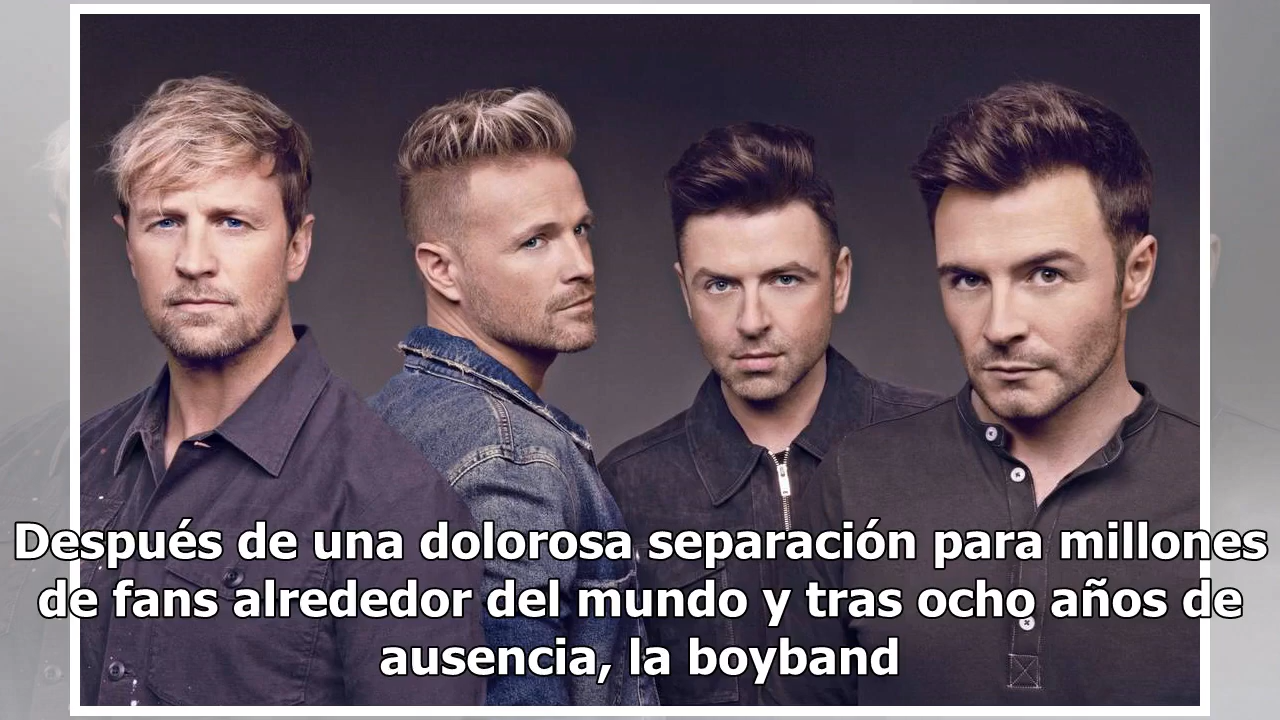 Después de una dolorosa separación para millones
de fans alrededor del mundo y tras ocho años de
ausencia, la boyband